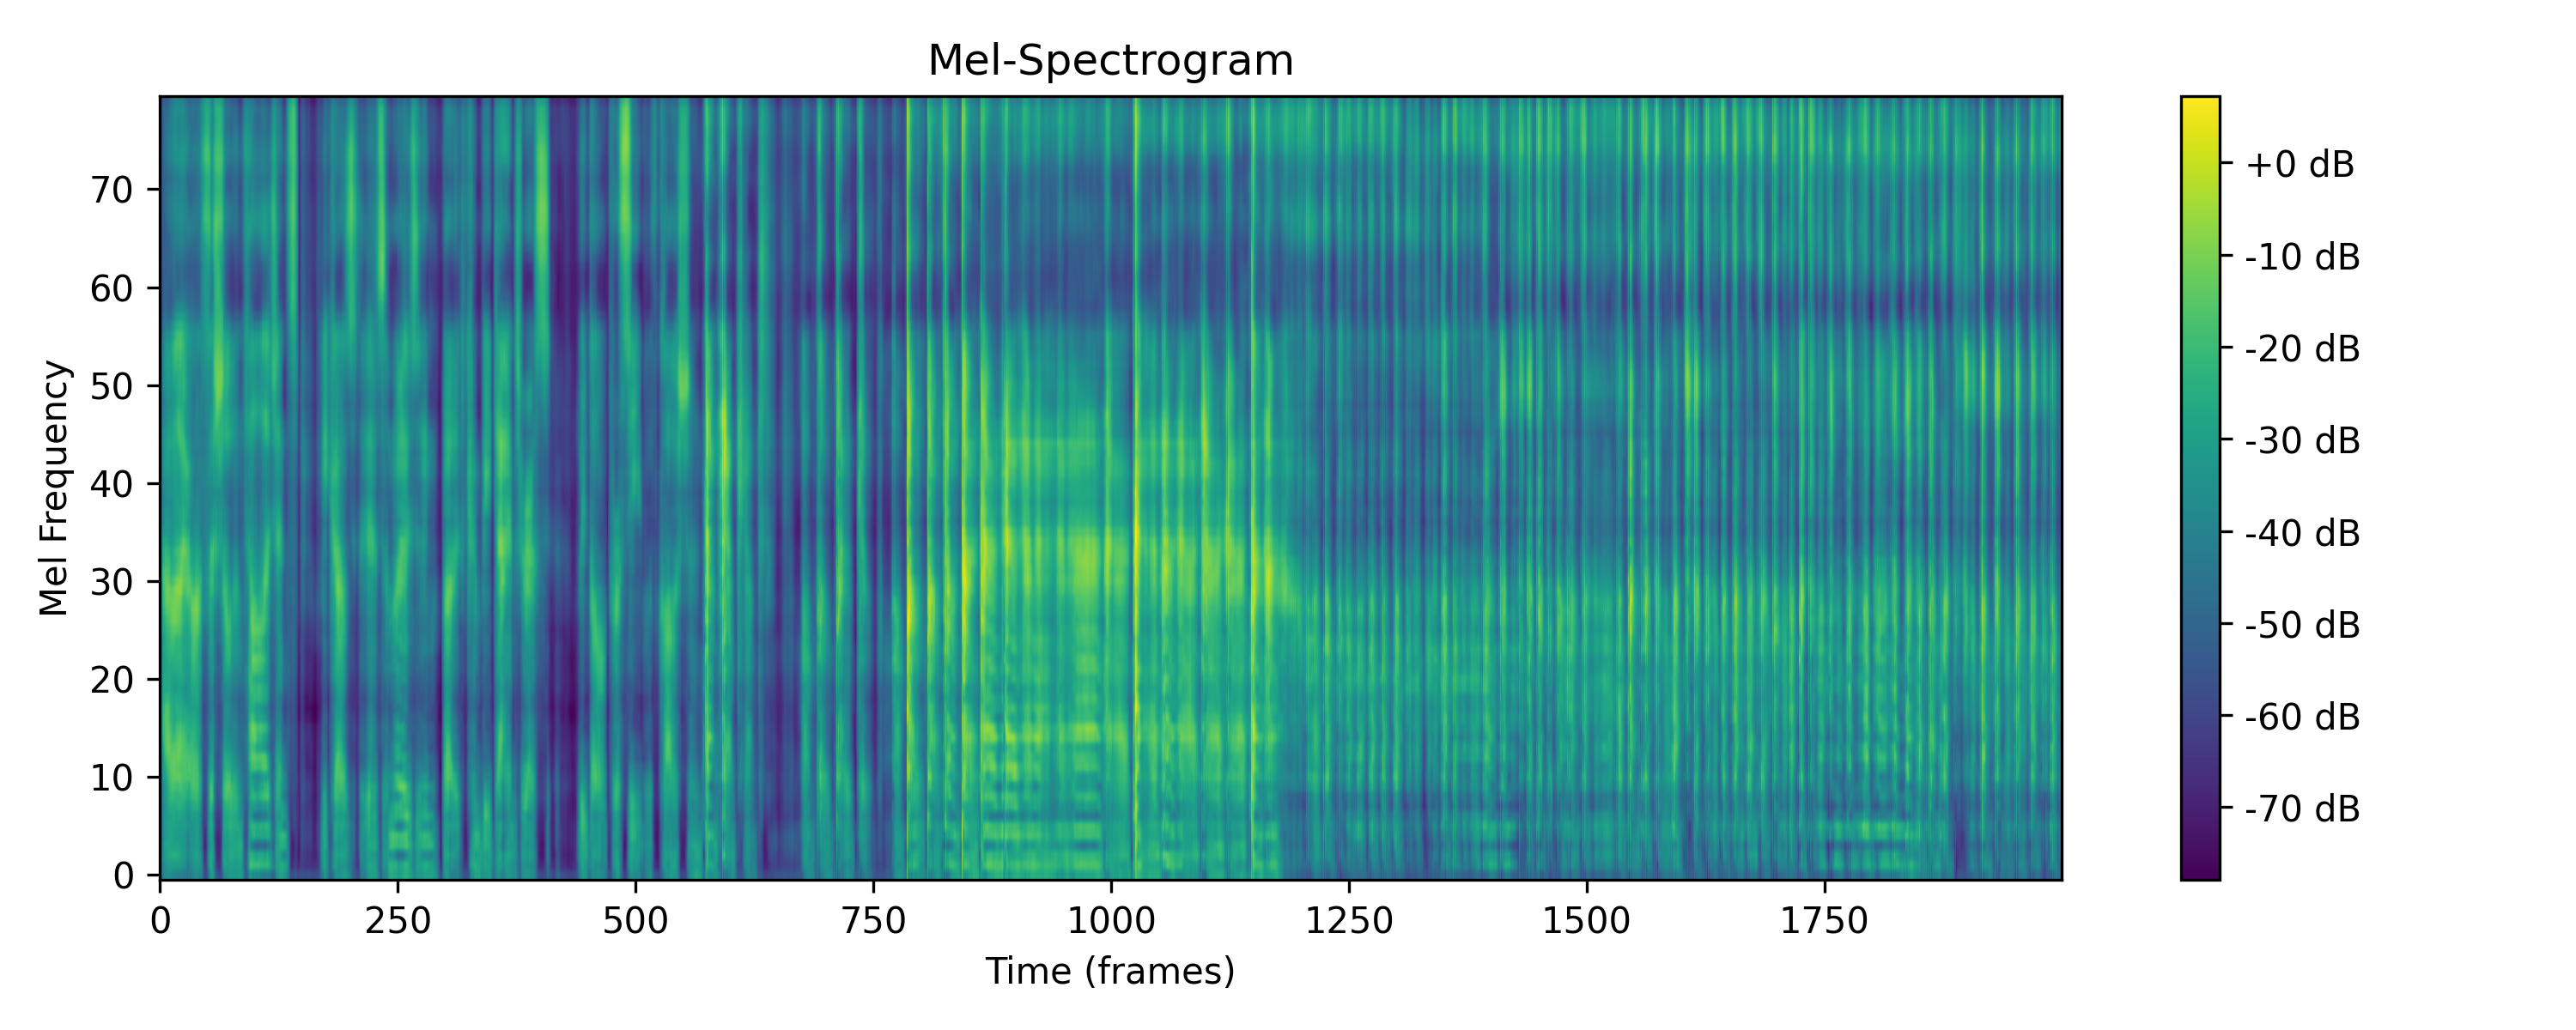 Mel-Spectrogram
Mel Frequency
70
60
50
40
30
20
10
0
0 250 500 750 1000 1250 1500 1750
Time (frames)
+0 dB
-10 dB
-20 dB
-30 dB
-40 dB
-50 dB
-60 dB
-70 dB